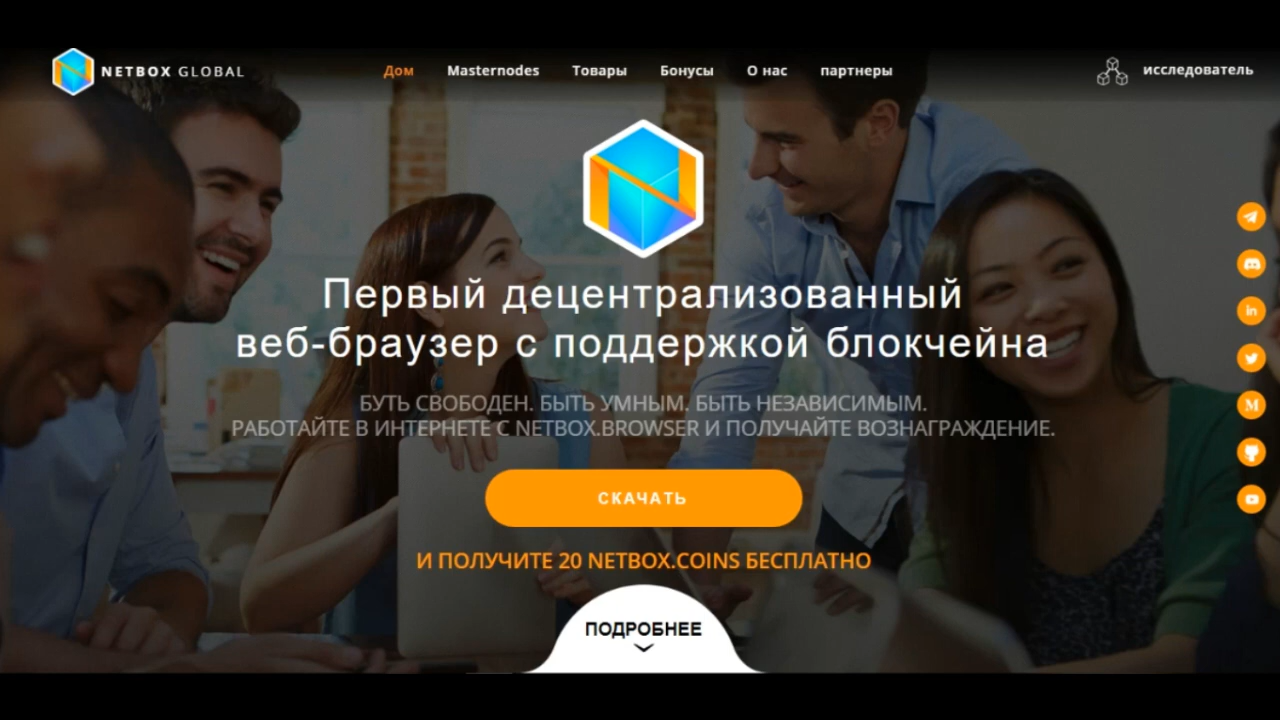 NETBOX GLOBAL
Дом
Masternodes
Товары
Бонусы
О нас
партнеры
исследователь
Первый децентрализованный
веб-браузер с поддержкой блокчейна
БУТЬ СВОБОДЕН. БЫТЬ УМНЫМ. БЫТЬ НЕЗАВИСИМЫМ.
РАБОТАЙТЕ В ИНТЕРНЕТЕ С NETBOX.BROWSER И ПОЛУЧАЙТЕ ВОЗНАГРАЖДЕНИЕ.
СКАЧАТЬ
И ПОЛУЧИТЕ 20 NETBOX.COINS БЕСПЛАТНО
ПОДРОБНЕЕ